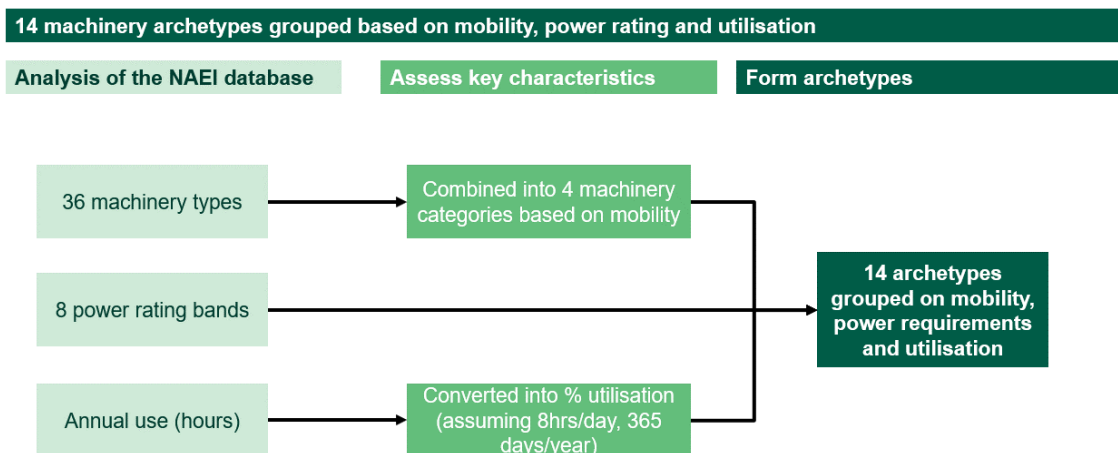 14 machinery archetypes grouped based on mobility, power rating and utilisation
Analysis of the NAEI database
Assess key characteristics
Form archetypes
36 machinery types
Combined into 4 machinery
categories based on mobility
8 power rating bands
14 archetypes
grouped on mobility,
power requirements
and utilisation
Annual use (hours)
Converted into % utilisation
(assuming 8hrs/day, 365
days/year)